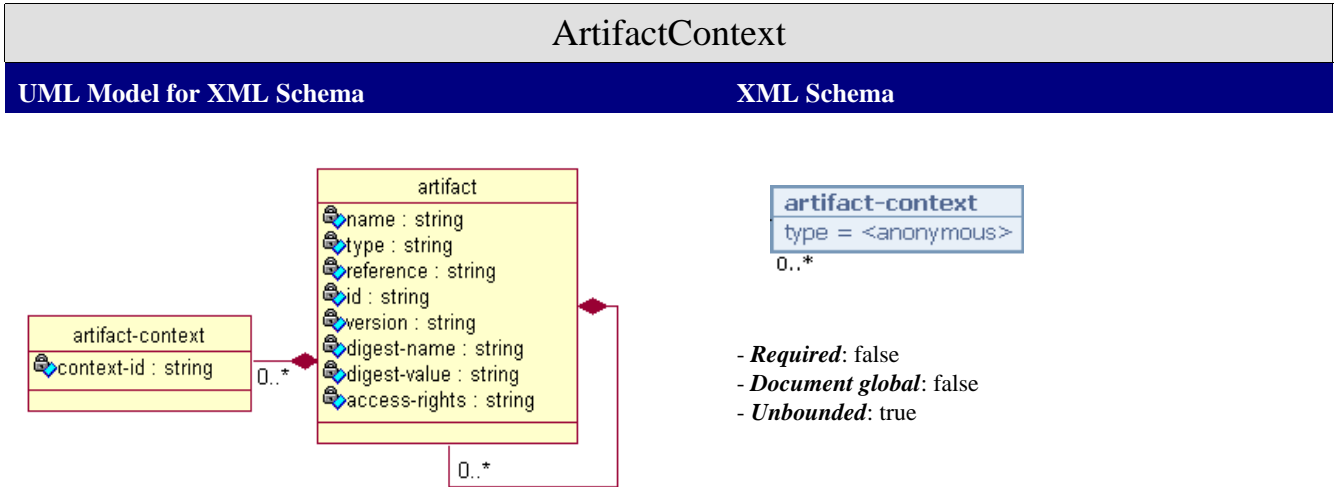 ArtifactContext
UML Model for XML Schema
XML Schema
artifact
name : string
type : string
reference : string
id : string
version : string
digest-name : string
digest-value : string
access-rights : string
0..*
artifact-context
context-id : string
0..*
artifact-context
type = <anonymous>
0..*
- Required: false
- Document global: false
- Unbounded: true